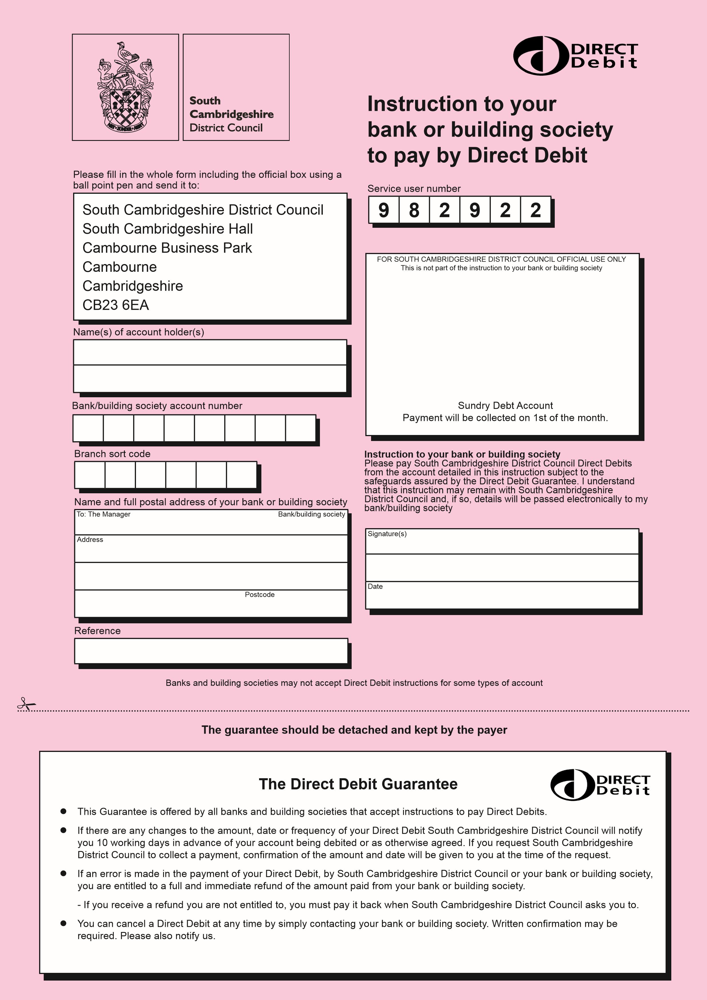 South
Cambridgeshire
District Council
DIRECT
Debit
Instruction to your
bank or building society
to pay by Direct Debit
Please fill in the whole form including the official box using a
ball point pen and send it to:
South Cambridgeshire District Council
South Cambridgeshire Hall
Cambourne Business Park
Cambourne
Cambridgeshire
CB23 6EA
Name(s) of account holder(s)
Bank/building society account number
Branch sort code
Name and full postal address of your bank or building society
To: The Manager Bank/building society
Address
Postcode
Reference
Service user number
9 8 2 9 2 2
FOR SOUTH CAMBRIDGESHIRE DISTRICT COUNCIL OFFICIAL USE ONLY
This is not part of the instruction to your bank or building society
Sundry Debt Account
Payment will be collected on 1st of the month.
Instruction to your bank or building society
Please pay South Cambridgeshire District Council Direct Debits
from the account detailed in this instruction subject to the
safeguards assured by the Direct Debit Guarantee. I understand
that this instruction may remain with South Cambridgeshire
District Council and, if so, details will be passed electronically to my
bank/building society
Signature(s)
Date
Banks and building societies may not accept Direct Debit instructions for some types of account
The guarantee should be detached and kept by the payer
The Direct Debit Guarantee
DIRECT
Debit
● This Guarantee is offered by all banks and building societies that accept instructions to pay Direct Debits.
● If there are any changes to the amount, date or frequency of your Direct Debit South Cambridgeshire District Council will notify
you 10 working days in advance of your account being debited or as otherwise agreed. If you request South Cambridgeshire
District Council to collect a payment, confirmation of the amount and date will be given to you at the time of the request.
● If an error is made in the payment of your Direct Debit, by South Cambridgeshire District Council or your bank or building society,
you are entitled to a full and immediate refund of the amount paid from your bank or building society.
- If you receive a refund you are not entitled to, you must pay it back when South Cambridgeshire District Council asks you to.
● You can cancel a Direct Debit at any time by simply contacting your bank or building society. Written confirmation may be
required. Please also notify us.